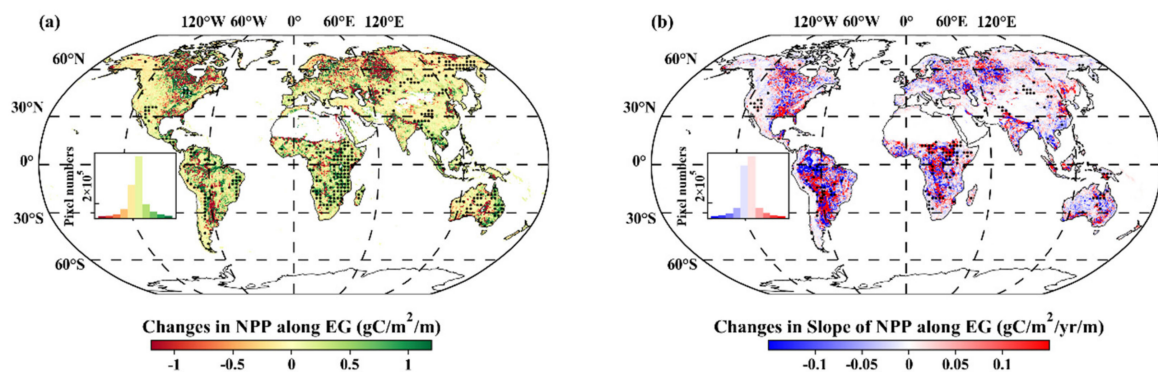 (a) 120°W 60°W 0° 60°E 120°E
60°N
30°N
0°
30°S
60°S
Pixel numbers
2×10⁵
Changes in NPP along EG (gC/m²/m)
-1 -0.5 0 0.5 1
(b) 120°W 60°W 0° 60°E 120°E
60°N
30°N
0°
30°S
60°S
Pixel numbers
2×10⁵
Changes in Slope of NPP along EG (gC/m²/yr/m)
-0.1 -0.05 0 0.05 0.1